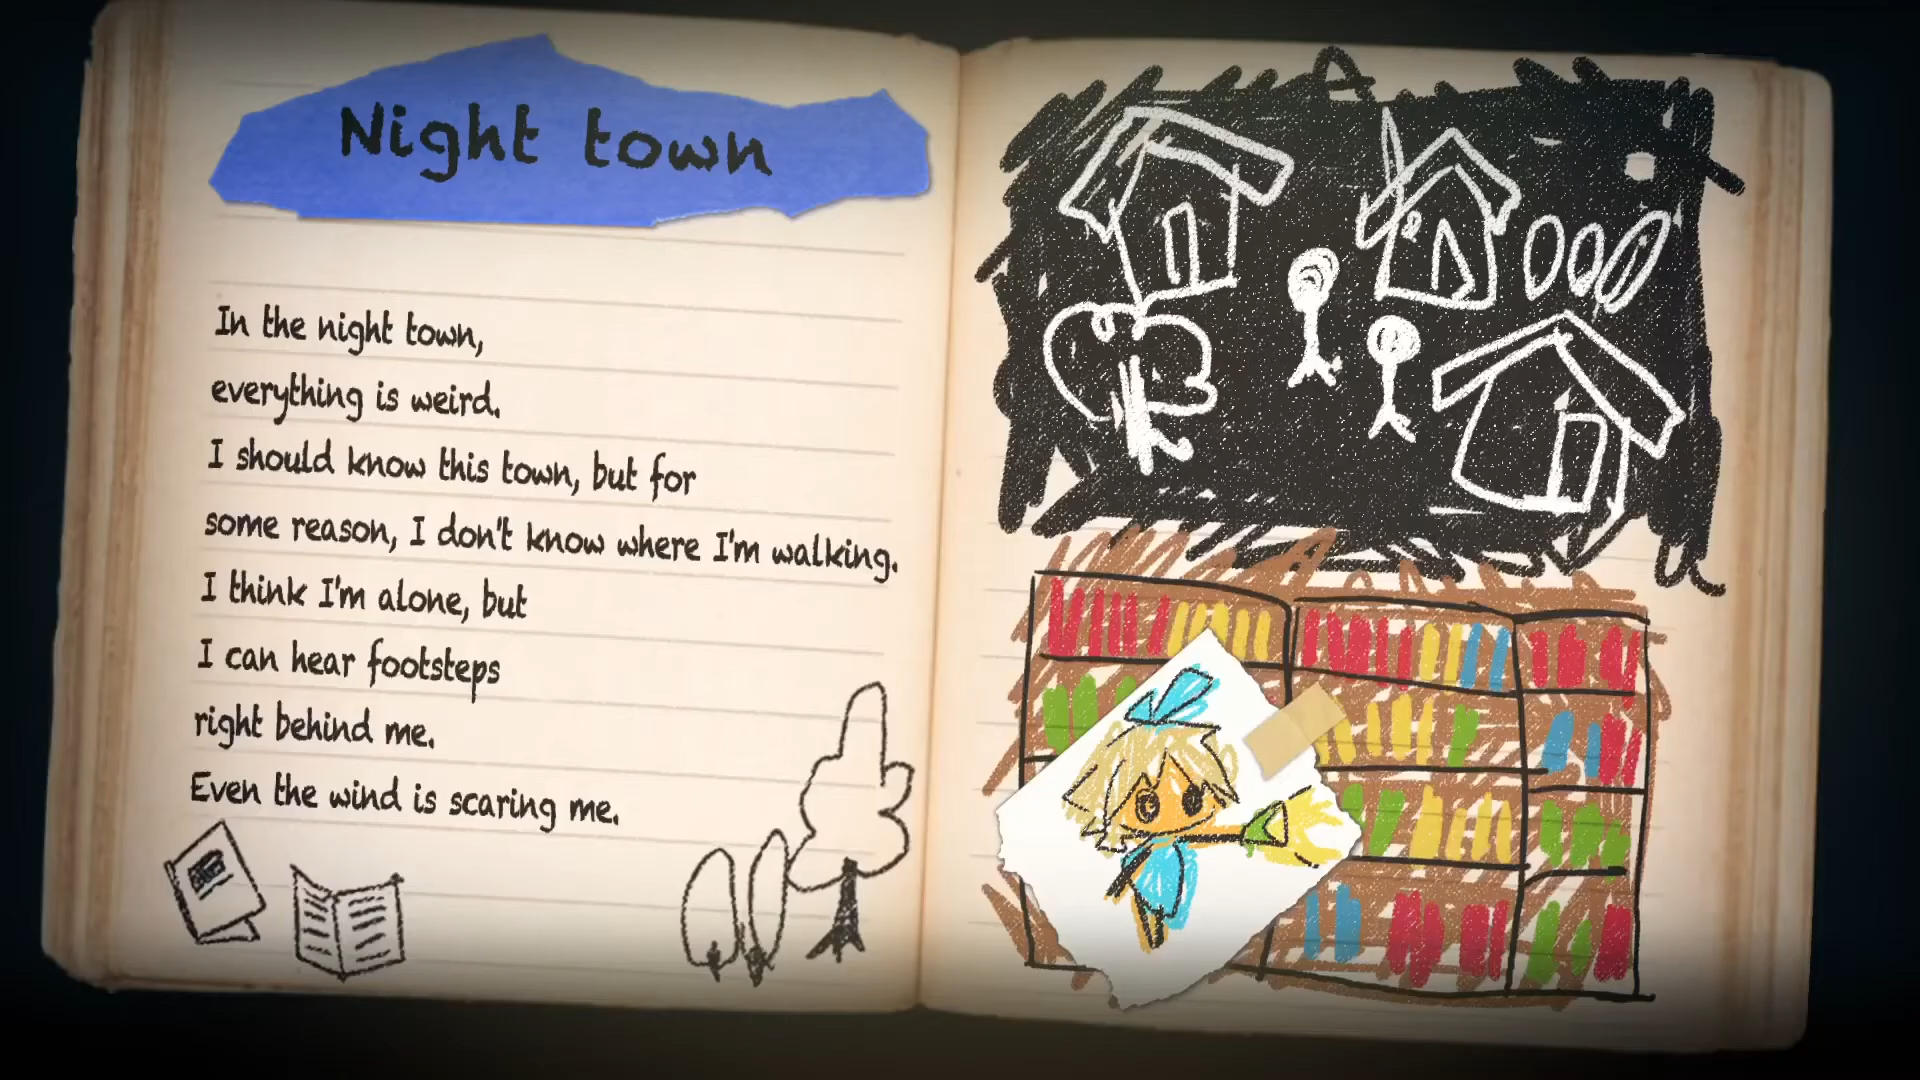 Night town
In the night town,
everything is weird.
I should know this town, but for
some reason, I don't know where I'm walking.
I think I'm alone, but
I can hear footsteps
right behind me.
Even the wind is scaring me.